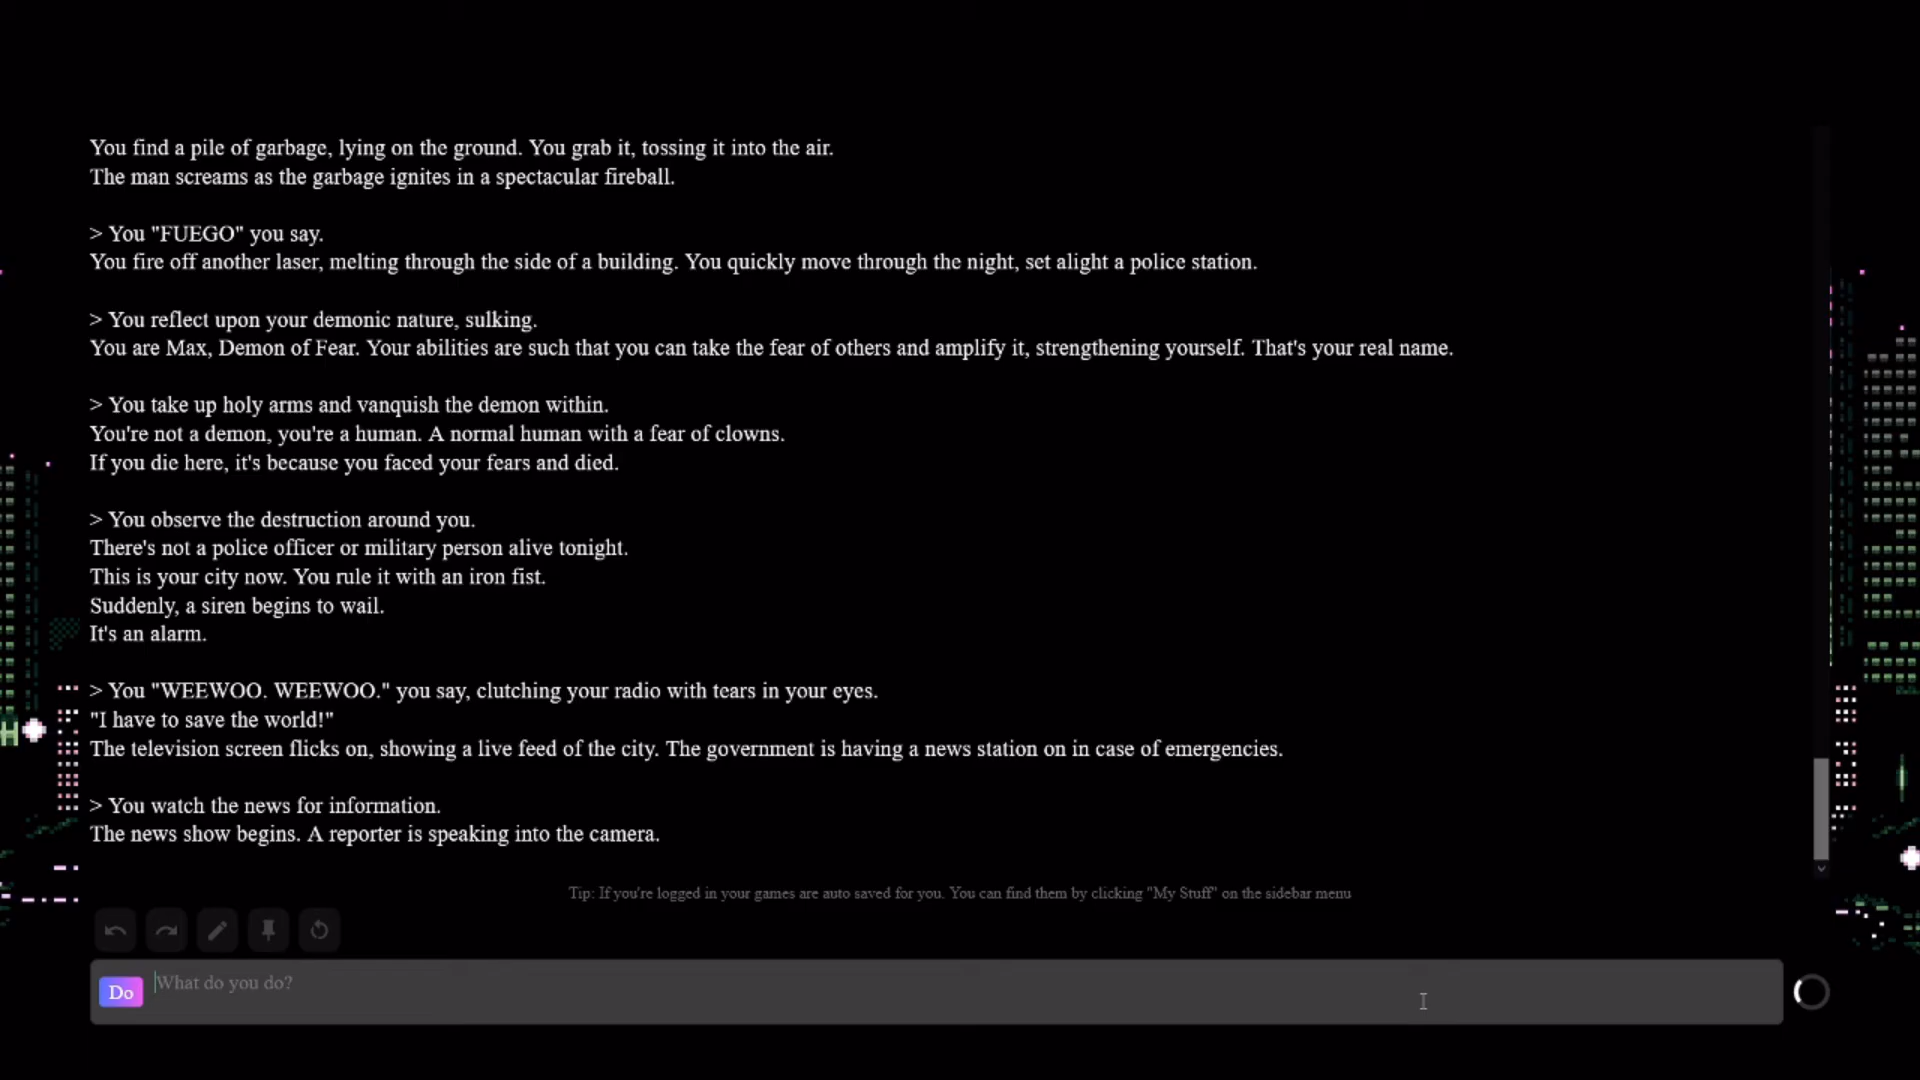 You find a pile of garbage, lying on the ground. You grab it, tossing it into the air.
The man screams as the garbage ignites in a spectacular fireball.
> You "FUEGO" you say.
You fire off another laser, melting through the side of a building. You quickly move through the night, set alight a police station.
> You reflect upon your demonic nature, sulking.
You are Max, Demon of Fear. Your abilities are such that you can take the fear of others and amplify it, strengthening yourself. That's your real name.
> You take up holy arms and vanquish the demon within.
You're not a demon, you're a human. A normal human with a fear of clowns.
If you die here, it's because you faced your fears and died.
> You observe the destruction around you.
There's not a police officer or military person alive tonight.
This is your city now. You rule it with an iron fist.
Suddenly, a siren begins to wail.
It's an alarm.
> You "WEEWOO. WEEWOO." you say, clutching your radio with tears in your eyes.
"I have to save the world!"
The television screen flicks on, showing a live feed of the city. The government is having a news station on in case of emergencies.
> You watch the news for information.
The news show begins. A reporter is speaking into the camera.
Tip: If you're logged in your games are auto saved for you. You can find them by clicking "My Stuff" on the sidebar menu
Do What do you do?